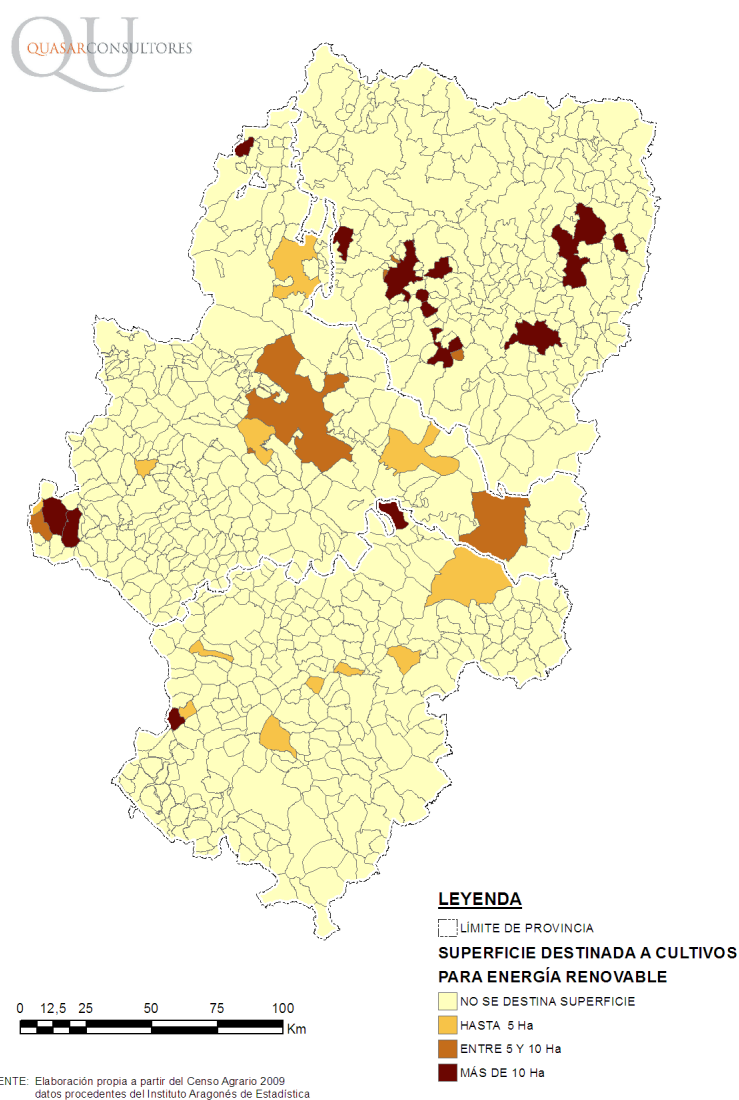 QU
QUASARCONSULTORES
LEYENDA
LÍMITE DE PROVINCIA
SUPERFICIE DESTINADA A CULTIVOS
PARA ENERGÍA RENOVABLE
NO SE DESTINA SUPERFICIE
HASTA 5 Ha
ENTRE 5 Y 10 Ha
MÁS DE 10 Ha
0 12,5 25 50 75 100
Km
ENTE: Elaboración propia a partir del Censo Agrario 2009
datos procedentes del Instituto Aragonés de Estadística